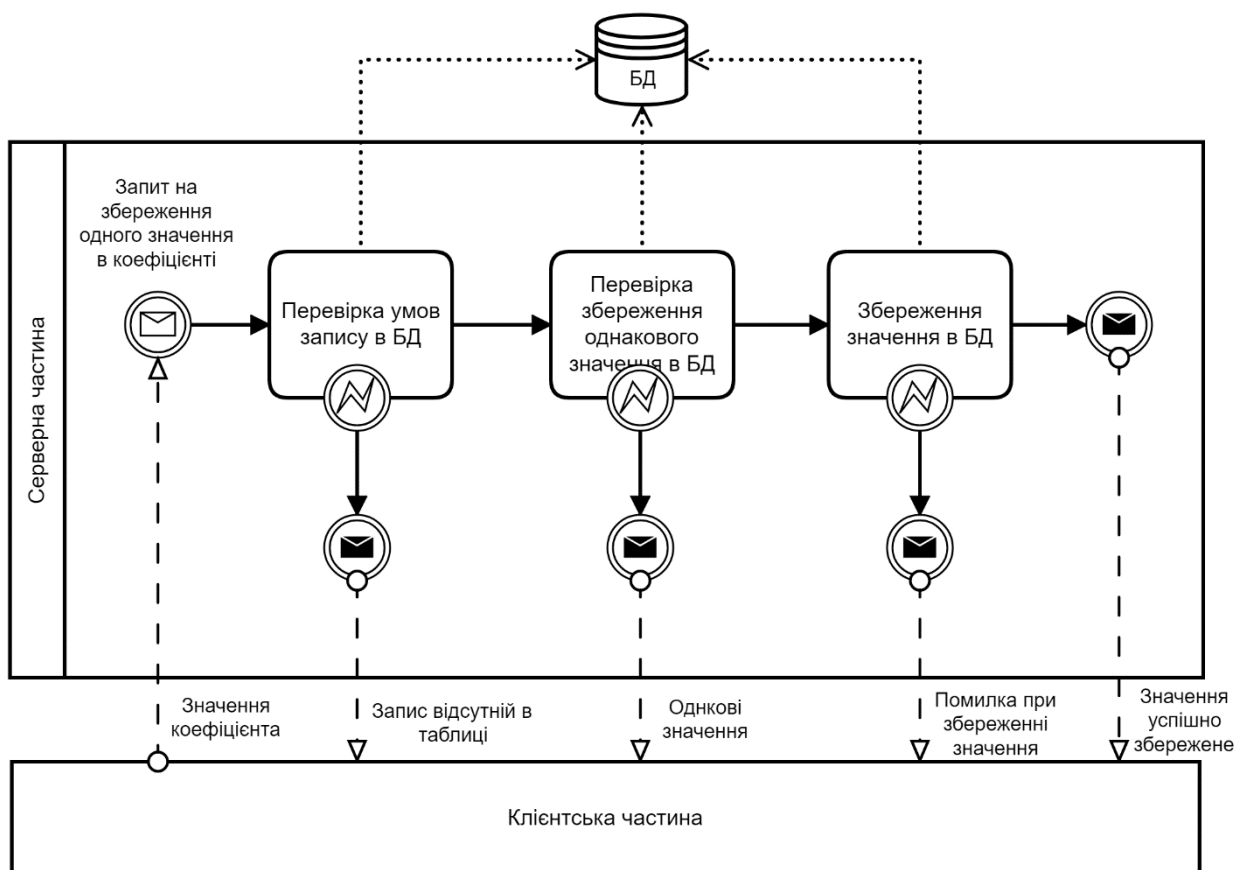 БД
Запит на
збереження
одного значення
в коефіцієнті
Перевірка умов
запису в БД
Перевірка
збереження
однакового
значення в БД
Збереження
значення в БД
Серверна частина
Значення
коефіцієнта
Запис відсутній в
таблиці
Однкові
значення
Помилка при
збереженні
значення
Значення
успішно
збережене
Клієнтська частина